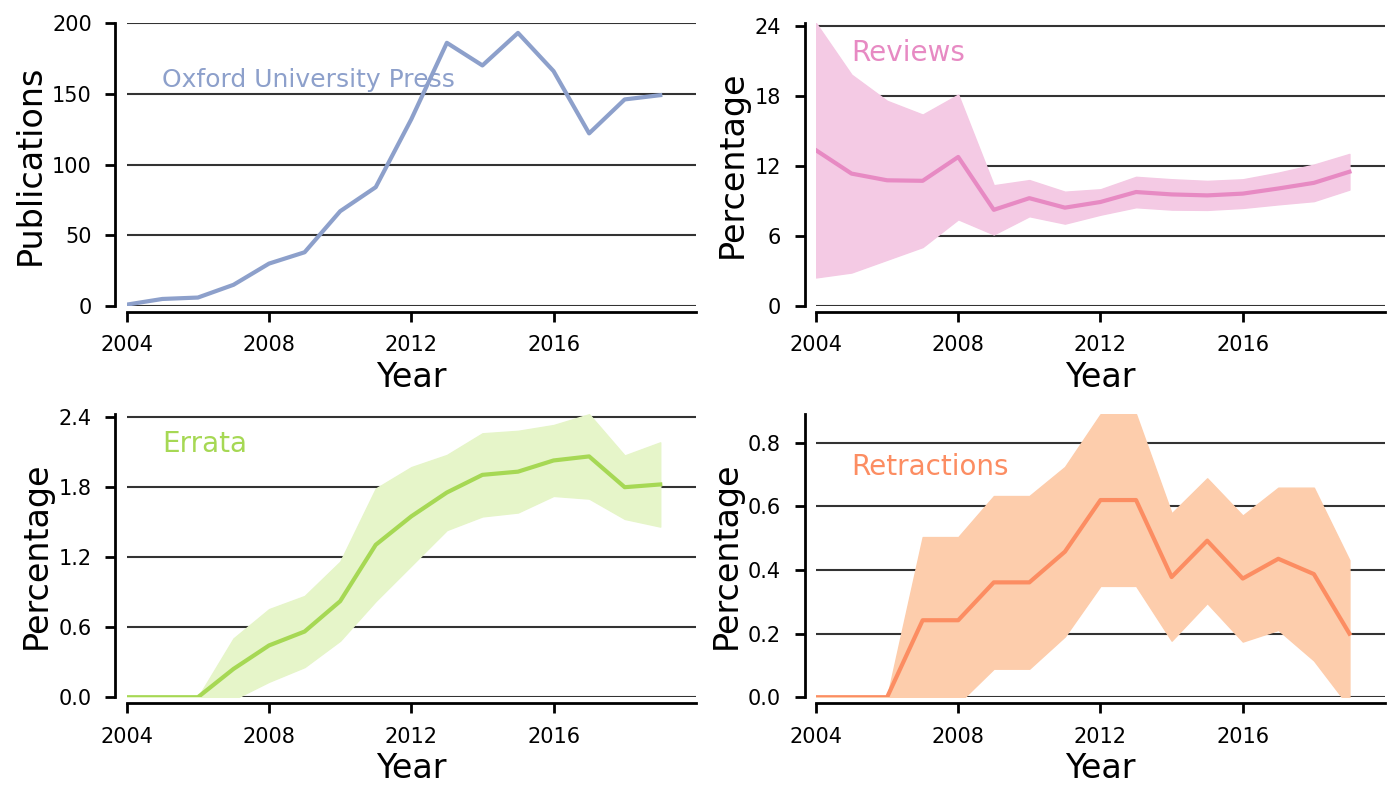 Publications
200
150
100
50
0
Oxford University Press
2004 2008 2012 2016
Year
Percentage
24
18
12
6
0
Reviews
2004 2008 2012 2016
Year
Percentage
2.4
1.8
1.2
0.6
0.0
Errata
2004 2008 2012 2016
Year
Percentage
0.8
0.6
0.4
0.2
0.0
Retractions
2004 2008 2012 2016
Year